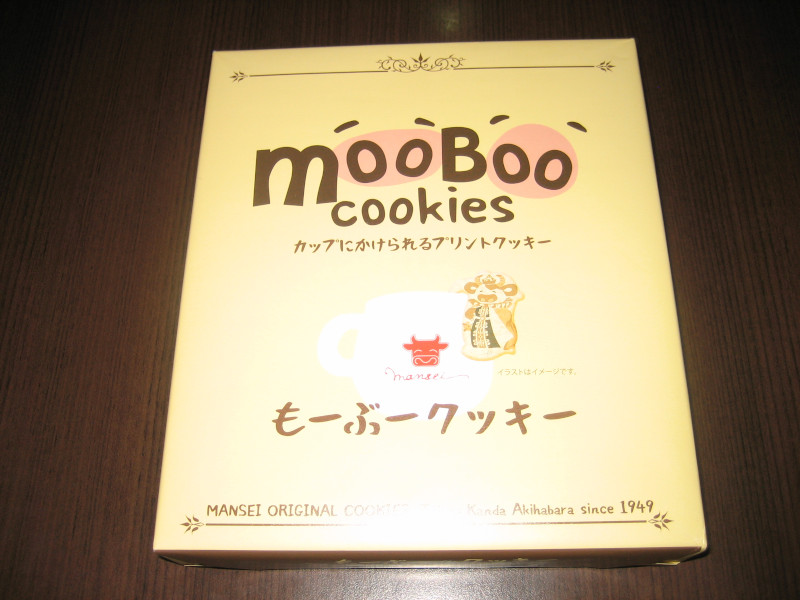 mooBoo
cookies
カップにかけられるプリントクッキー
mansei
イラストはイメージです。
もーぶークッキー
MANSEI ORIGINAL COOKIES Kanda Akihabara since 1949